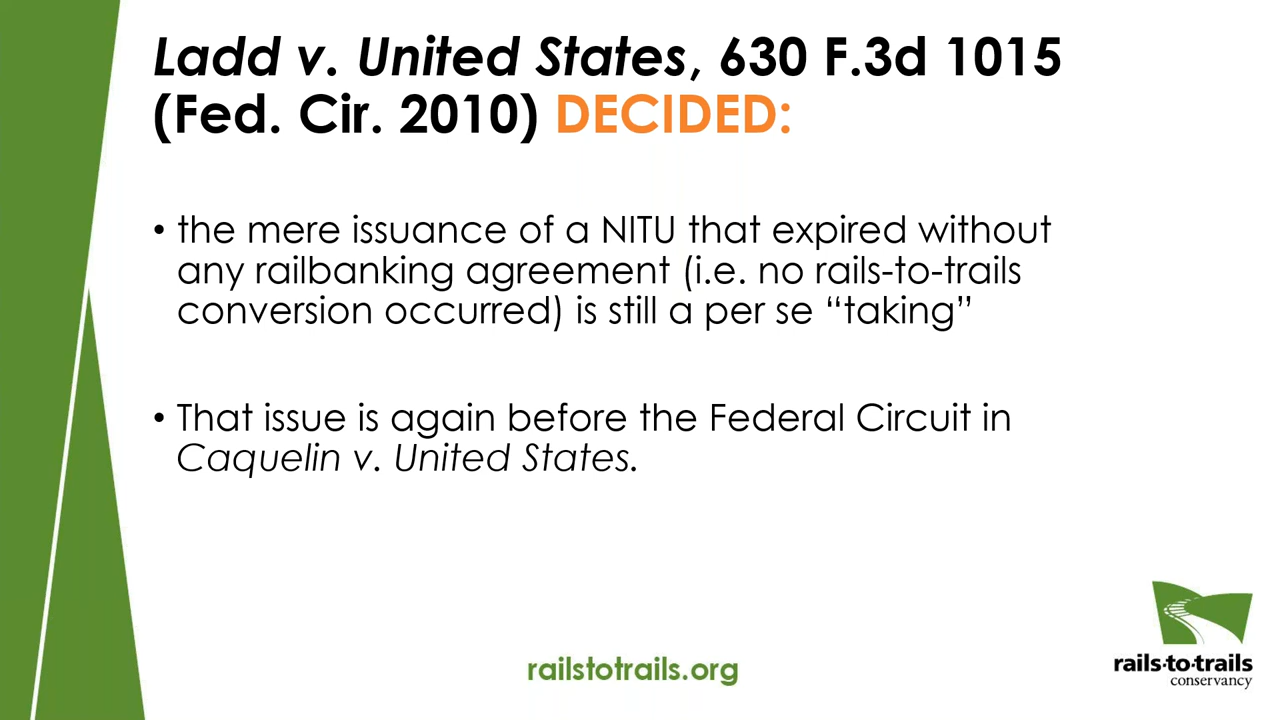 Ladd v. United States, 630 F.3d 1015
(Fed. Cir. 2010) DECIDED:
• the mere issuance of a NITU that expired without
any railbanking agreement (i.e. no rails-to-trails
conversion occurred) is still a per se “taking”
• That issue is again before the Federal Circuit in
Caquelin v. United States.
railstotrails.org
rails·to·trails
conservancy